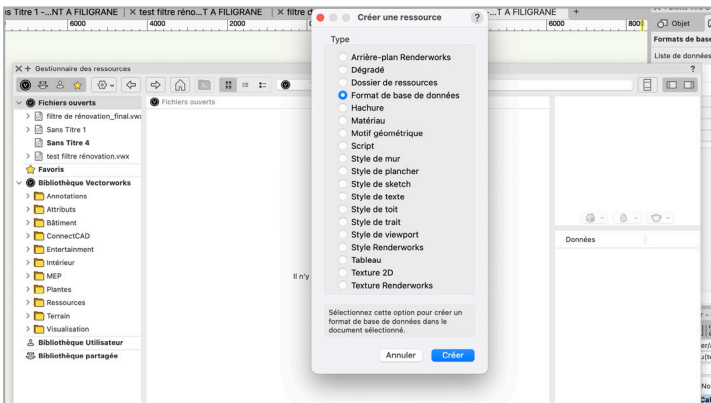 s Titre 1 -...NT A FILIGRANE
test filtre réno...T A FILIGRANE
filtre d
...T A FILIGRANE
+
6000
4000
2000
6000
800
Objet
Formats de base
Liste de données
Gestionnaire des ressources
?
Fichiers ouverts
filtre de rénovation_final.vwx
Sans Titre 1
Sans Titre 4
test filtre rénovation.vwx
Favoris
Bibliothèque Vectorworks
Annotations
Attributs
Bâtiment
ConnectCAD
Entertainment
Intérieur
MEP
Plantes
Ressources
Terrain
Visualisation
Bibliothèque Utilisateur
Bibliothèque partagée
Fichiers ouverts
Il n'y
Données
Créer une ressource
?
Type
Arrière-plan Renderworks
Dégradé
Dossier de ressources
Format de base de données
Hachure
Matériau
Motif géométrique
Script
Style de mur
Style de plancher
Style de sketch
Style de texte
Style de toit
Style de trait
Style de viewport
Style Renderworks
Tableau
Texture 2D
Texture Renderworks
Sélectionnez cette option pour créer un
format de base de données dans le
document sélectionné.
Annuler
Créer
No
Cal